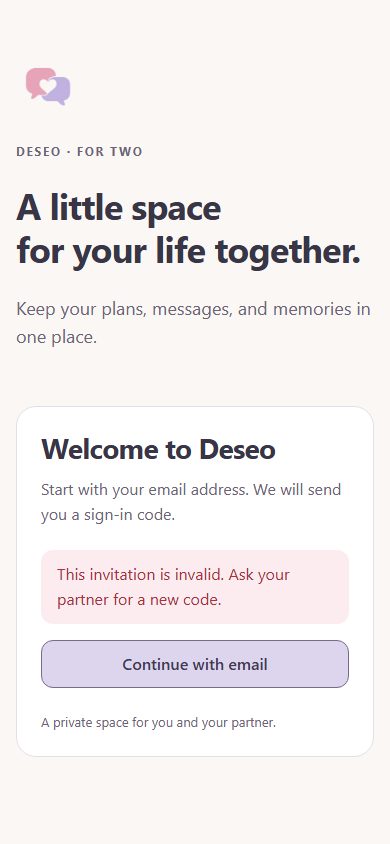 DESEO · FOR TWO
A little space
for your life together.
Keep your plans, messages, and memories in
one place.
Welcome to Deseo
Start with your email address. We will send
you a sign-in code.
This invitation is invalid. Ask your
partner for a new code.
Continue with email
A private space for you and your partner.